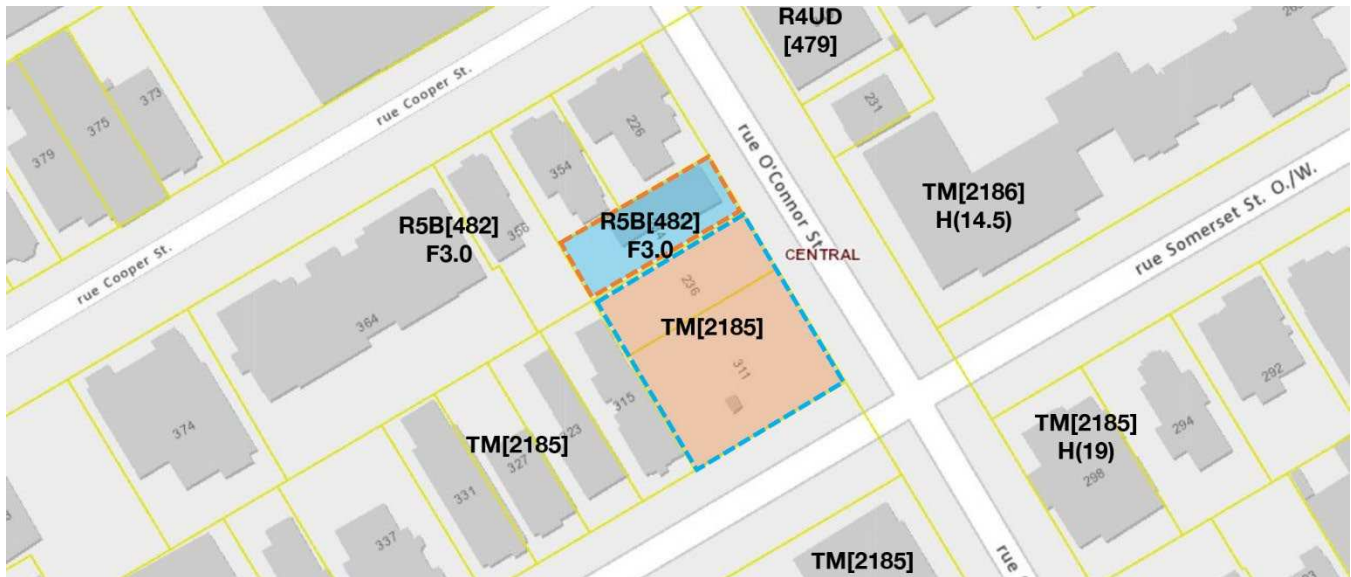 R4UD
[479]
rue Cooper St.
373
375
379
231
226
354
rue O'Connor St.
TM[2186]
H(14.5)
rue Somerset St. O./W.
R5B[482]
F3.0
356
R5B[482]
F3.0
CENTRAL
rue Cooper St.
364
236
TM[2185]
311
315
374
TM[2185]
323
327
331
337
TM[2185]
H(19)
298
294
292
TM[2185]